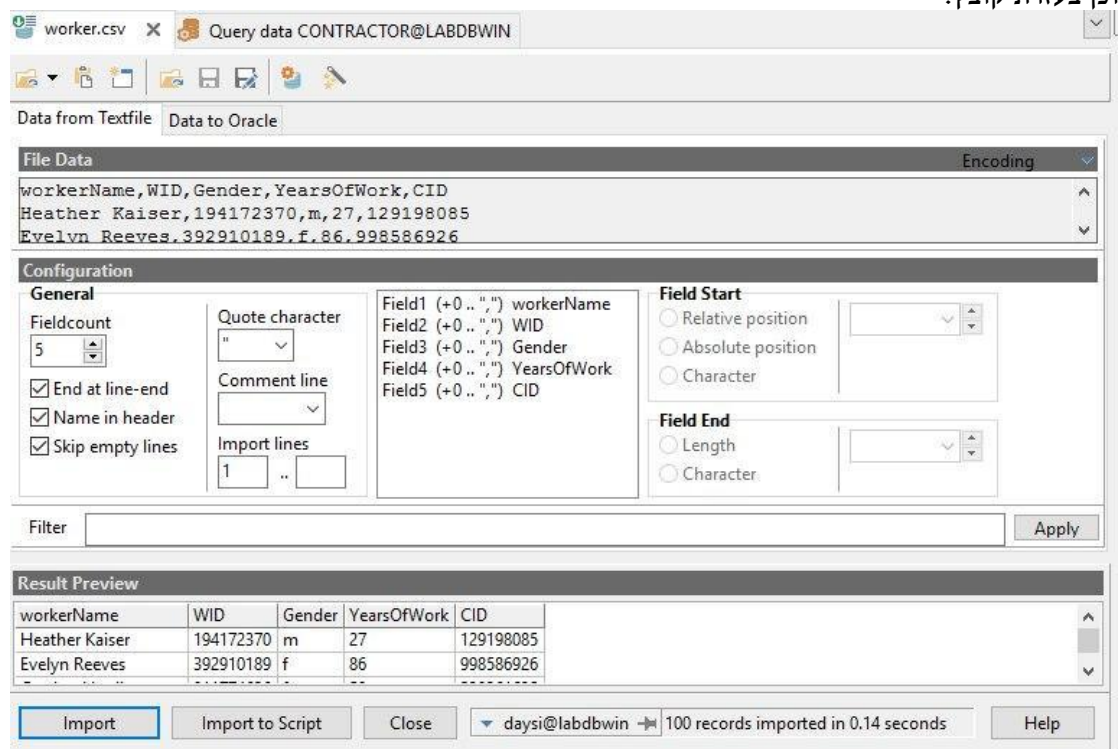 worker.csv Query data CONTRACTOR@LABDBWIN
Data from Textfile Data to Oracle
File Data Encoding
workerName,WID,Gender,YearsOfWork,CID
Heather Kaiser,194172370,m,27,129198085
Evelyn Reeves,392910189,f,86,998586926
Configuration
General
Fieldcount
5
End at line-end
Name in header
Skip empty lines
Quote character
"
Comment line
Import lines
1 ..
Field1 (+0 .. ",") workerName
Field2 (+0 .. ",") WID
Field3 (+0 .. ",") Gender
Field4 (+0 .. ",") YearsOfWork
Field5 (+0 .. ",") CID
Field Start
Relative position
Absolute position
Character
Field End
Length
Character
Filter Apply
Result Preview
workerName WID Gender YearsOfWork CID
Heather Kaiser 194172370 m 27 129198085
Evelyn Reeves 392910189 f 86 998586926
Import Import to Script Close daysi@labdbwin 100 records imported in 0.14 seconds Help